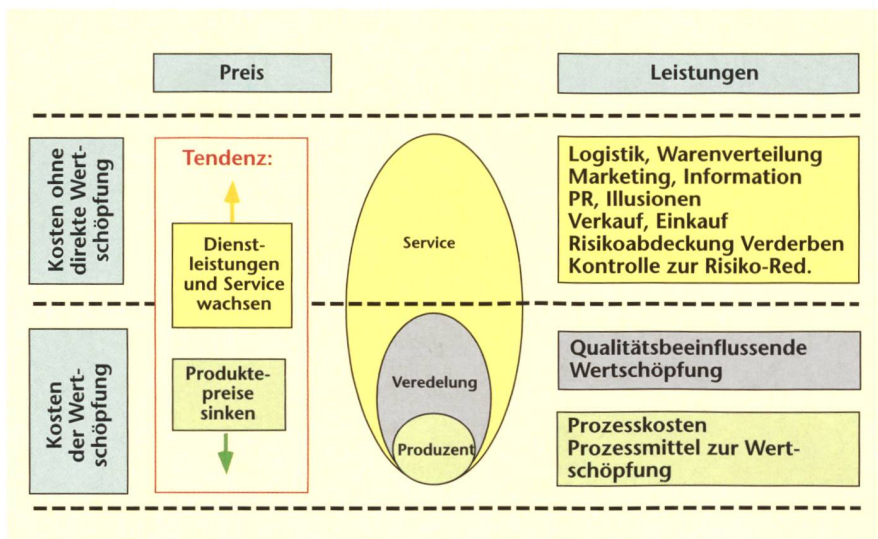 Preis
Leistungen
Kosten ohne
direkte Wert-
schöpfung
Tendenz:
Dienst-
leistungen
und Service
wachsen
Service
Logistik, Warenverteilung
Marketing, Information
PR, Illusionen
Verkauf, Einkauf
Risikoabdeckung Verderben
Kontrolle zur Risiko-Red.
Kosten
der Wert-
schöpfung
Produkte-
preise
sinken
Veredelung
Produzent
Qualitätsbeeinflussende
Wertschöpfung
Prozesskosten
Prozessmittel zur Wert-
schöpfung